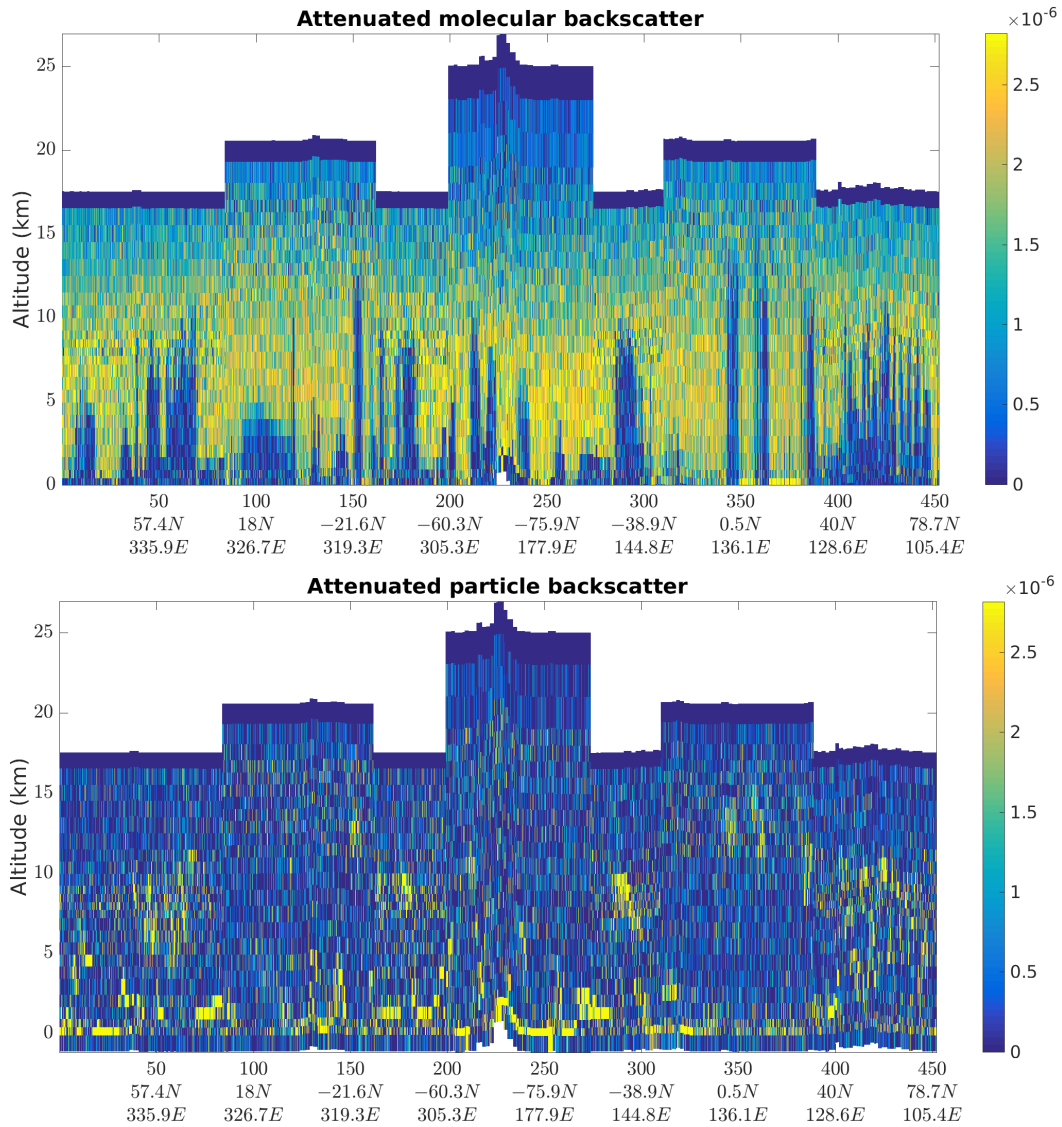 Attenuated molecular backscatter
×10-6
Altitude (km)
25
20
15
10
5
0
2.5
2
1.5
1
0.5
0
50 100 150 200 250 300 350 400 450
57.4N 18N −21.6N −60.3N −75.9N −38.9N 0.5N 40N 78.7N
335.9E 326.7E 319.3E 305.3E 177.9E 144.8E 136.1E 128.6E 105.4E
Attenuated particle backscatter
×10-6
Altitude (km)
25
20
15
10
5
0
2.5
2
1.5
1
0.5
0
50 100 150 200 250 300 350 400 450
57.4N 18N −21.6N −60.3N −75.9N −38.9N 0.5N 40N 78.7N
335.9E 326.7E 319.3E 305.3E 177.9E 144.8E 136.1E 128.6E 105.4E